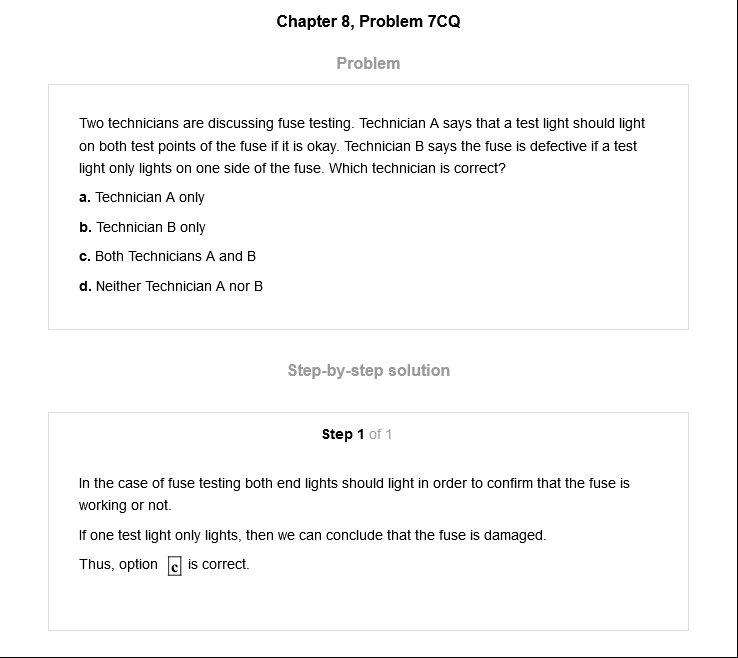 Chapter 8, Problem 7CQ
Problem
Two technicians are discussing fuse testing. Technician A says that a test light should light
on both test points of the fuse if it is okay. Technician B says the fuse is defective if a test
light only lights on one side of the fuse. Which technician is correct?
a. Technician A only
b. Technician B only
c. Both Technicians A and B
d. Neither Technician A nor B
Step-by-step solution
Step 1 of 1
In the case of fuse testing both end lights should light in order to confirm that the fuse is
working or not.
If one test light only lights, then we can conclude that the fuse is damaged.
Thus, option c is correct.